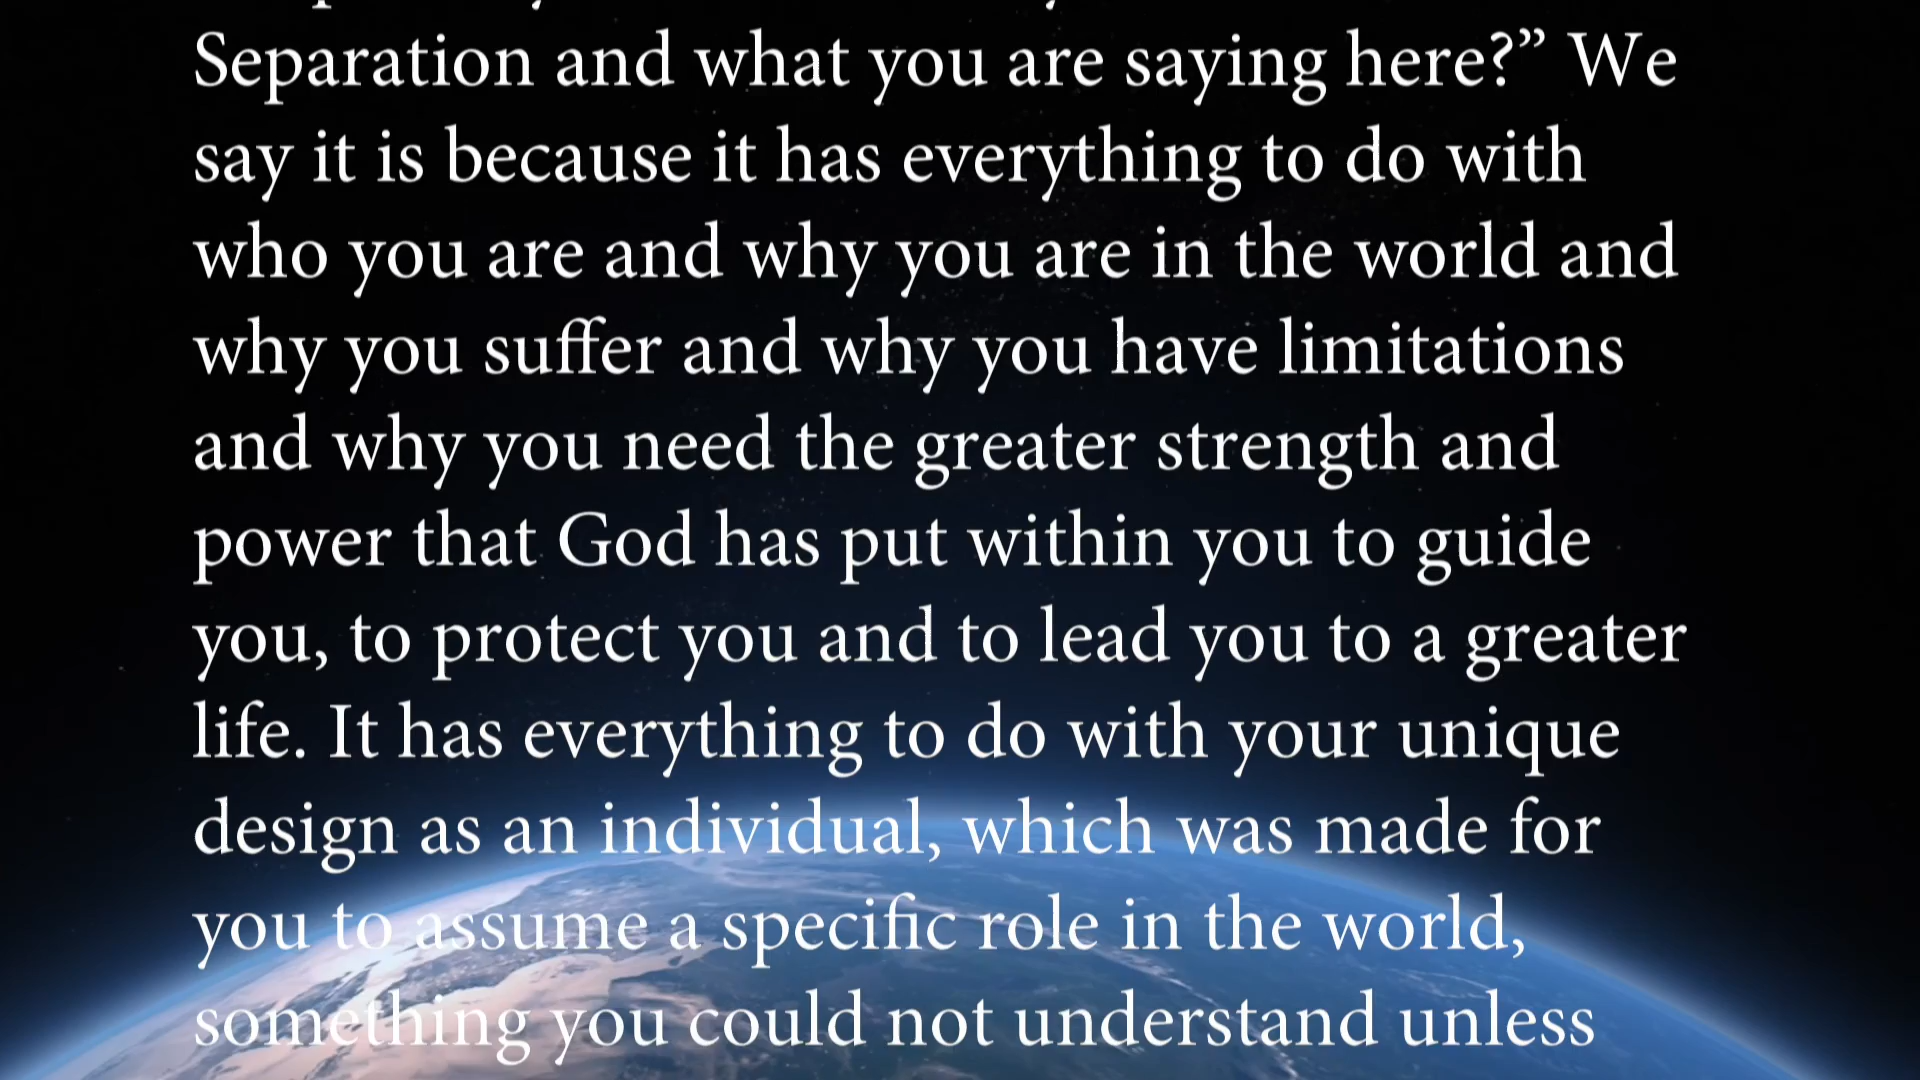 Separation and what you are saying here?” We
say it is because it has everything to do with
who you are and why you are in the world and
why you suffer and why you have limitations
and why you need the greater strength and
power that God has put within you to guide
you, to protect you and to lead you to a greater
life. It has everything to do with your unique
design as an individual, which was made for
you to assume a specific role in the world,
something you could not understand unless